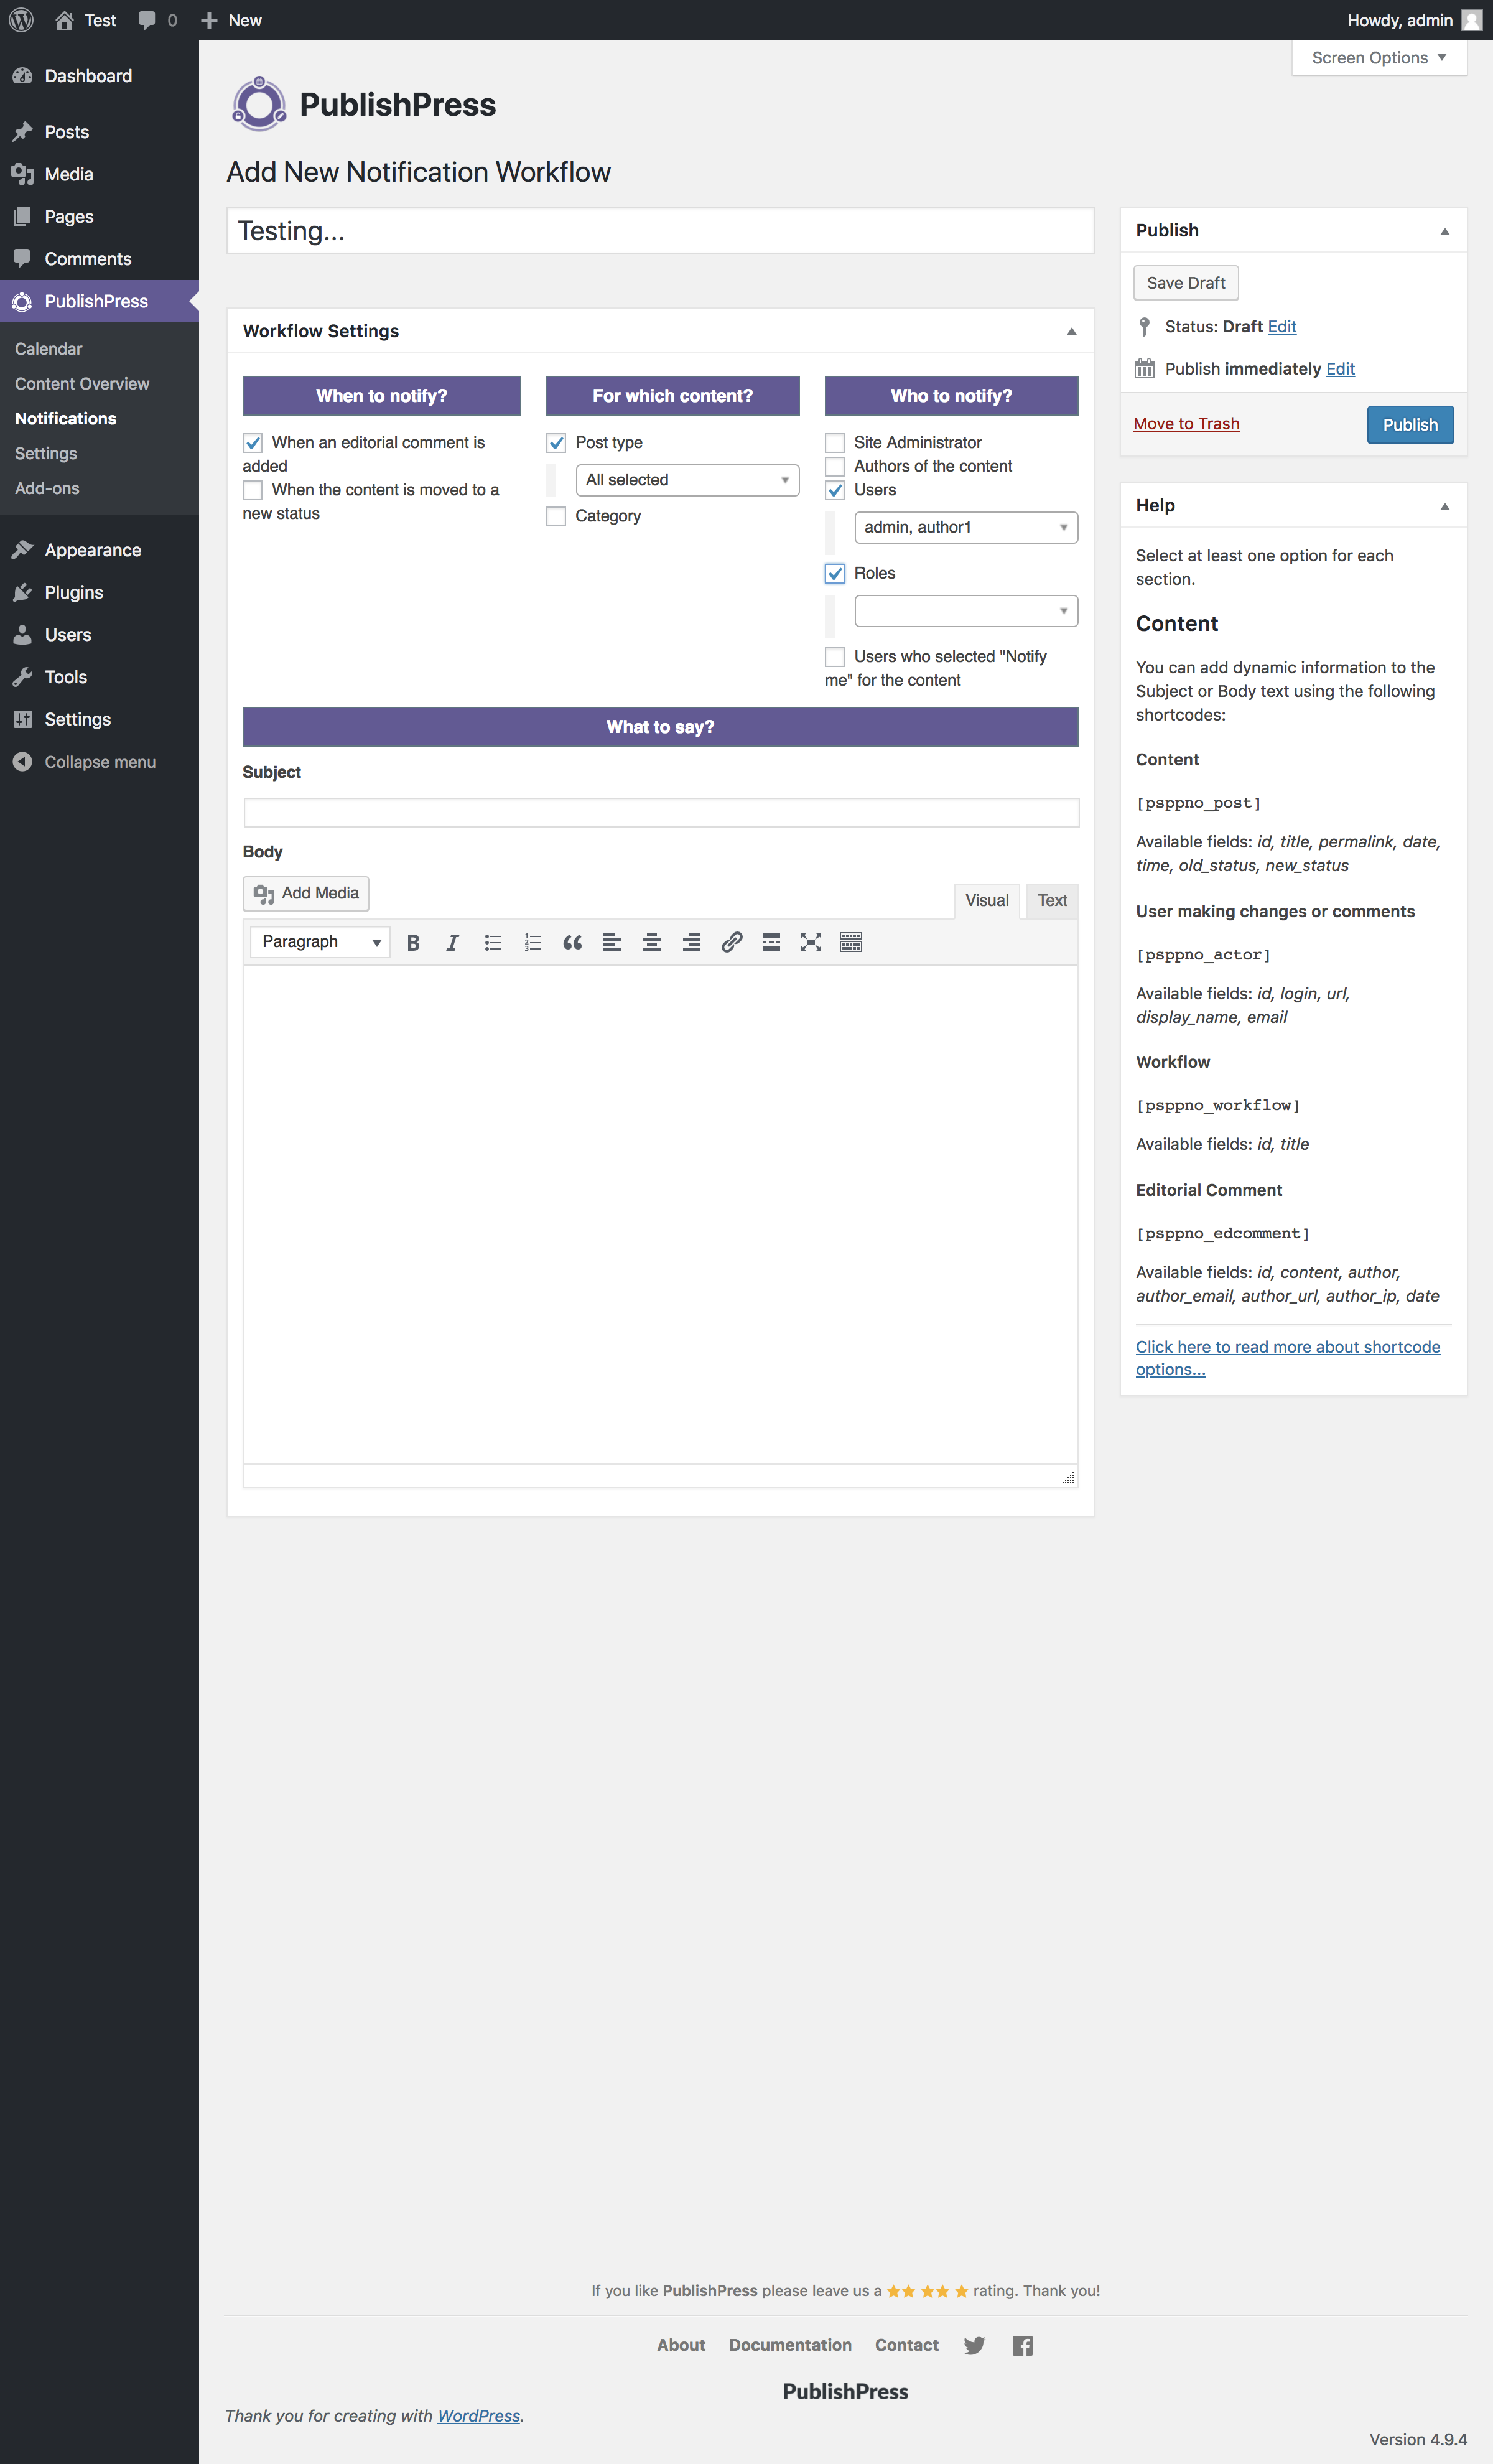 Test 0 New Howdy, admin
Screen Options
Dashboard
Posts
Media
Pages
Comments
PublishPress
Calendar
Content Overview
Notifications
Settings
Add-ons
Appearance
Plugins
Users
Tools
Settings
Collapse menu
PublishPress
Add New Notification Workflow
Testing...
Workflow Settings
When to notify?
When an editorial comment is
added
When the content is moved to a
new status
For which content?
Post type
All selected
Category
Who to notify?
Site Administrator
Authors of the content
Users
admin, author1
Roles
Users who selected "Notify
me" for the content
What to say?
Subject
Body
Add Media
Visual Text
Paragraph
Publish
Save Draft
Status: Draft Edit
Publish immediately Edit
Move to Trash Publish
Help
Select at least one option for each
section.
Content
You can add dynamic information to the
Subject or Body text using the following
shortcodes:
Content
[psppno_post]
Available fields: id, title, permalink, date,
time, old_status, new_status
User making changes or comments
[psppno_actor]
Available fields: id, login, url,
display_name, email
Workflow
[psppno_workflow]
Available fields: id, title
Editorial Comment
[psppno_edcomment]
Available fields: id, content, author,
author_email, author_url, author_ip, date
Click here to read more about shortcode
options...
If you like PublishPress please leave us a ★★★★★ rating. Thank you!
About Documentation Contact
PublishPress
Thank you for creating with WordPress.
Version 4.9.4